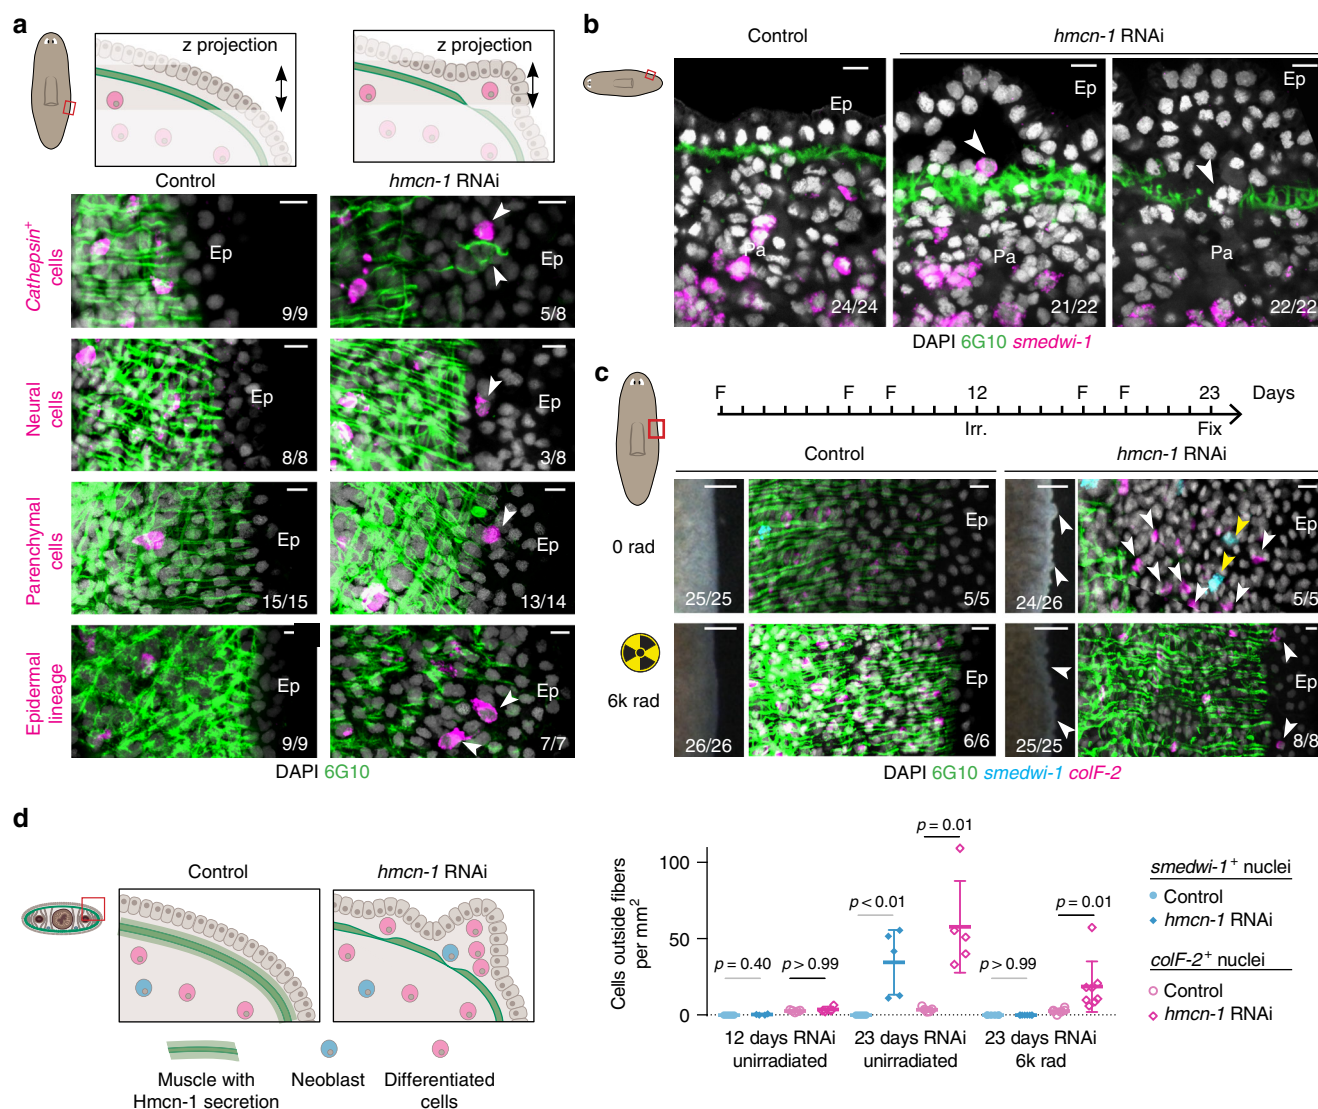 a
z projection
z projection
Control
hmcn-1 RNAi
Cathepsin+
cells
Ep
9/9
Ep
5/8
Neural
cells
Ep
8/8
Ep
3/8
Parenchymal
cells
Ep
15/15
Ep
13/14
Epidermal
lineage
Ep
9/9
Ep
7/7
DAPI 6G10
b
Control
hmcn-1 RNAi
Ep
Pa
24/24
Ep
Pa
21/22
Ep
Pa
22/22
DAPI 6G10 smedwi-1
c
F F F 12 F F 23 Days
Irr. Fix
Control
hmcn-1 RNAi
0 rad
25/25
Ep
5/5
24/26
Ep
5/5
6k rad
26/26
Ep
6/6
25/25
Ep
8/8
DAPI 6G10 smedwi-1 colF-2
d
Control
hmcn-1 RNAi
Muscle with
Hmcn-1 secretion
Neoblast
Differentiated
cells
Cells outside fibers
per mm2
100
50
0
p = 0.40
p > 0.99
p < 0.01
p = 0.01
p > 0.99
p = 0.01
12 days RNAi
unirradiated
23 days RNAi
unirradiated
23 days RNAi
6k rad
smedwi-1+ nuclei
Control
hmcn-1 RNAi
colF-2+ nuclei
Control
hmcn-1 RNAi